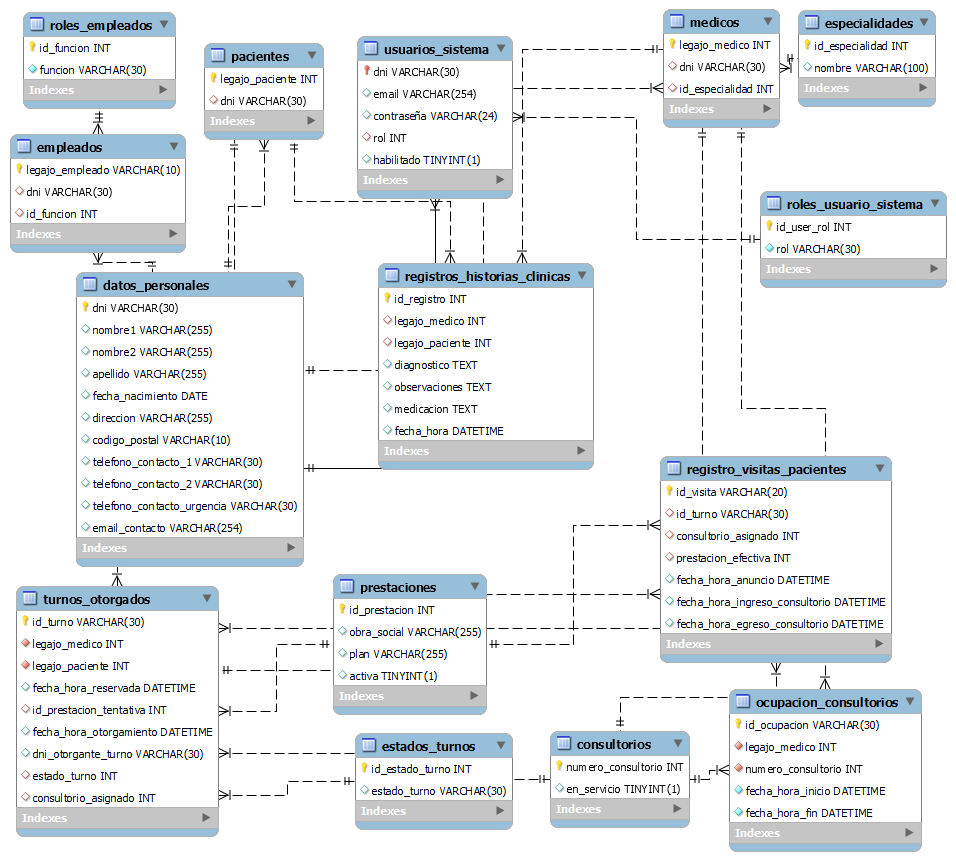 roles_empleados
id_funcion INT
funcion VARCHAR(30)
Indexes
pacientes
legajo_paciente INT
dni VARCHAR(30)
Indexes
usuarios_sistema
dni VARCHAR(30)
email VARCHAR(254)
contraseña VARCHAR(24)
rol INT
habilitado TINYINT(1)
Indexes
medicos
legajo_medico INT
dni VARCHAR(30)
id_especialidad INT
Indexes
especialidades
id_especialidad INT
nombre VARCHAR(100)
Indexes
empleados
legajo_empleado VARCHAR(10)
dni VARCHAR(30)
id_funcion INT
Indexes
roles_usuario_sistema
id_user_rol INT
rol VARCHAR(30)
Indexes
datos_personales
dni VARCHAR(30)
nombre1 VARCHAR(255)
nombre2 VARCHAR(255)
apellido VARCHAR(255)
fecha_nacimiento DATE
direccion VARCHAR(255)
codigo_postal VARCHAR(10)
telefono_contacto_1 VARCHAR(30)
telefono_contacto_2 VARCHAR(30)
telefono_contacto_urgencia VARCHAR(30)
email_contacto VARCHAR(254)
Indexes
registros_historias_clinicas
id_registro INT
legajo_medico INT
legajo_paciente INT
diagnostico TEXT
observaciones TEXT
medicacion TEXT
fecha_hora DATETIME
Indexes
registro_visitas_pacientes
id_visita VARCHAR(20)
id_turno VARCHAR(30)
consultorio_asignado INT
prestacion_efectiva INT
fecha_hora_anuncio DATETIME
fecha_hora_ingreso_consultorio DATETIME
fecha_hora_egreso_consultorio DATETIME
Indexes
turnos_otorgados
id_turno VARCHAR(30)
legajo_medico INT
legajo_paciente INT
fecha_hora_reservada DATETIME
id_prestacion_tentativa INT
fecha_hora_otorgamiento DATETIME
dni_otorgante_turno VARCHAR(30)
estado_turno INT
consultorio_asignado INT
Indexes
prestaciones
id_prestacion INT
obra_social VARCHAR(255)
plan VARCHAR(255)
activa TINYINT(1)
Indexes
estados_turnos
id_estado_turno INT
estado_turno VARCHAR(30)
Indexes
consultorios
numero_consultorio INT
en_servicio TINYINT(1)
Indexes
ocupacion_consultorios
id_ocupacion VARCHAR(30)
legajo_medico INT
numero_consultorio INT
fecha_hora_inicio DATETIME
fecha_hora_fin DATETIME
Indexes